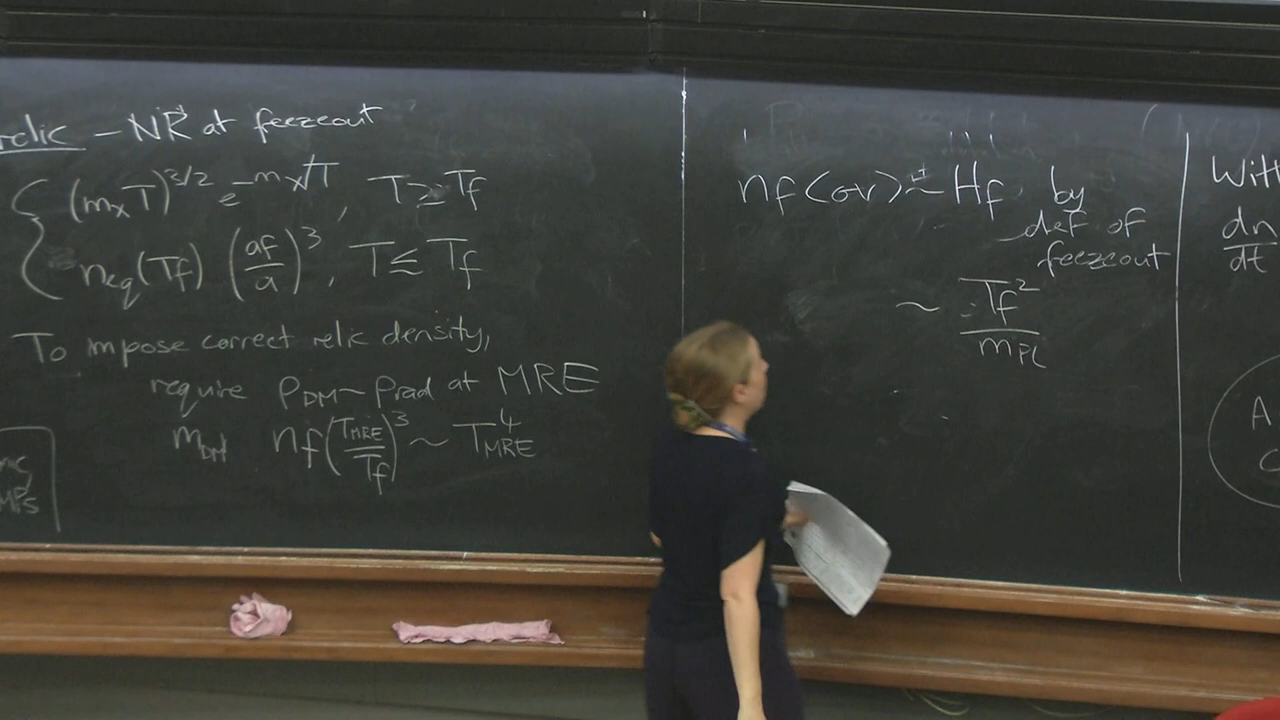 relic – NR at feezeout
{ (mχT)^{3/2} e^{-mχ/T}, T ≥ Tf
{ neq(Tf) (af/a)^3, T ≤ Tf
To impose correct relic density,
require ρDM ~ ρrad at MRE
mDM nf (TMRE/Tf)^3 ~ T^4_MRE
MPs
nf⟨σv⟩ ~ Hf by
def of
feezeout
~ Tf^2/mPL
With
dn/dt
A
C